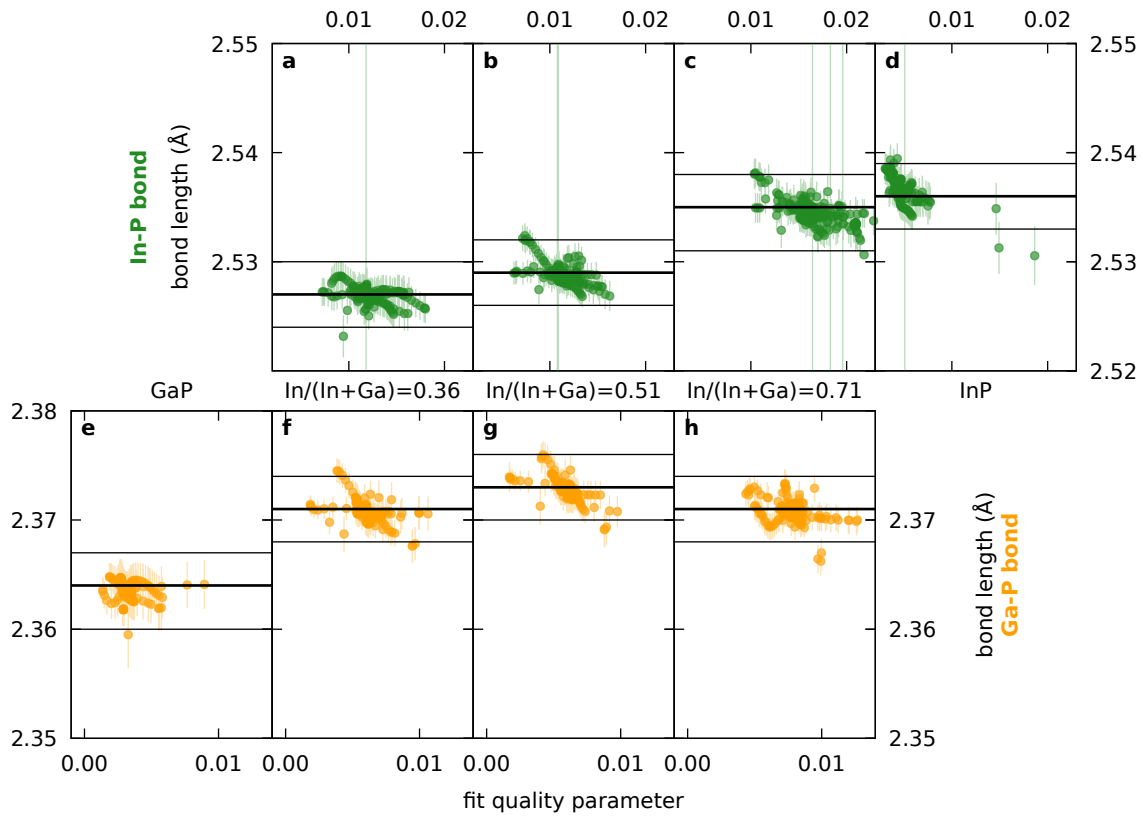 0.01 0.02 0.01 0.02 0.01 0.02 0.01 0.02
2.55 a b c d 2.55
2.54 2.54
2.53 2.53
2.52 2.52
In-P bond
bond length (Å)
GaP In/(In+Ga)=0.36 In/(In+Ga)=0.51 In/(In+Ga)=0.71 InP
2.38 e f g h
2.37 2.37
2.36 2.36
2.35 2.35
bond length (Å)
Ga-P bond
0.00 0.01 0.00 0.01 0.00 0.01 0.00 0.01
fit quality parameter